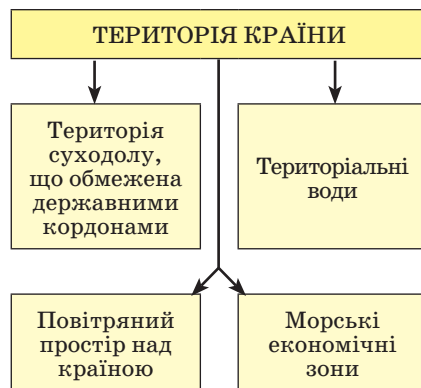 ТЕРИТОРІЯ КРАЇНИ
Територія
суходолу,
що обмежена
державними
кордонами
Територіальні
води
Повітряний
простір над
країною
Морські
економічні
зони